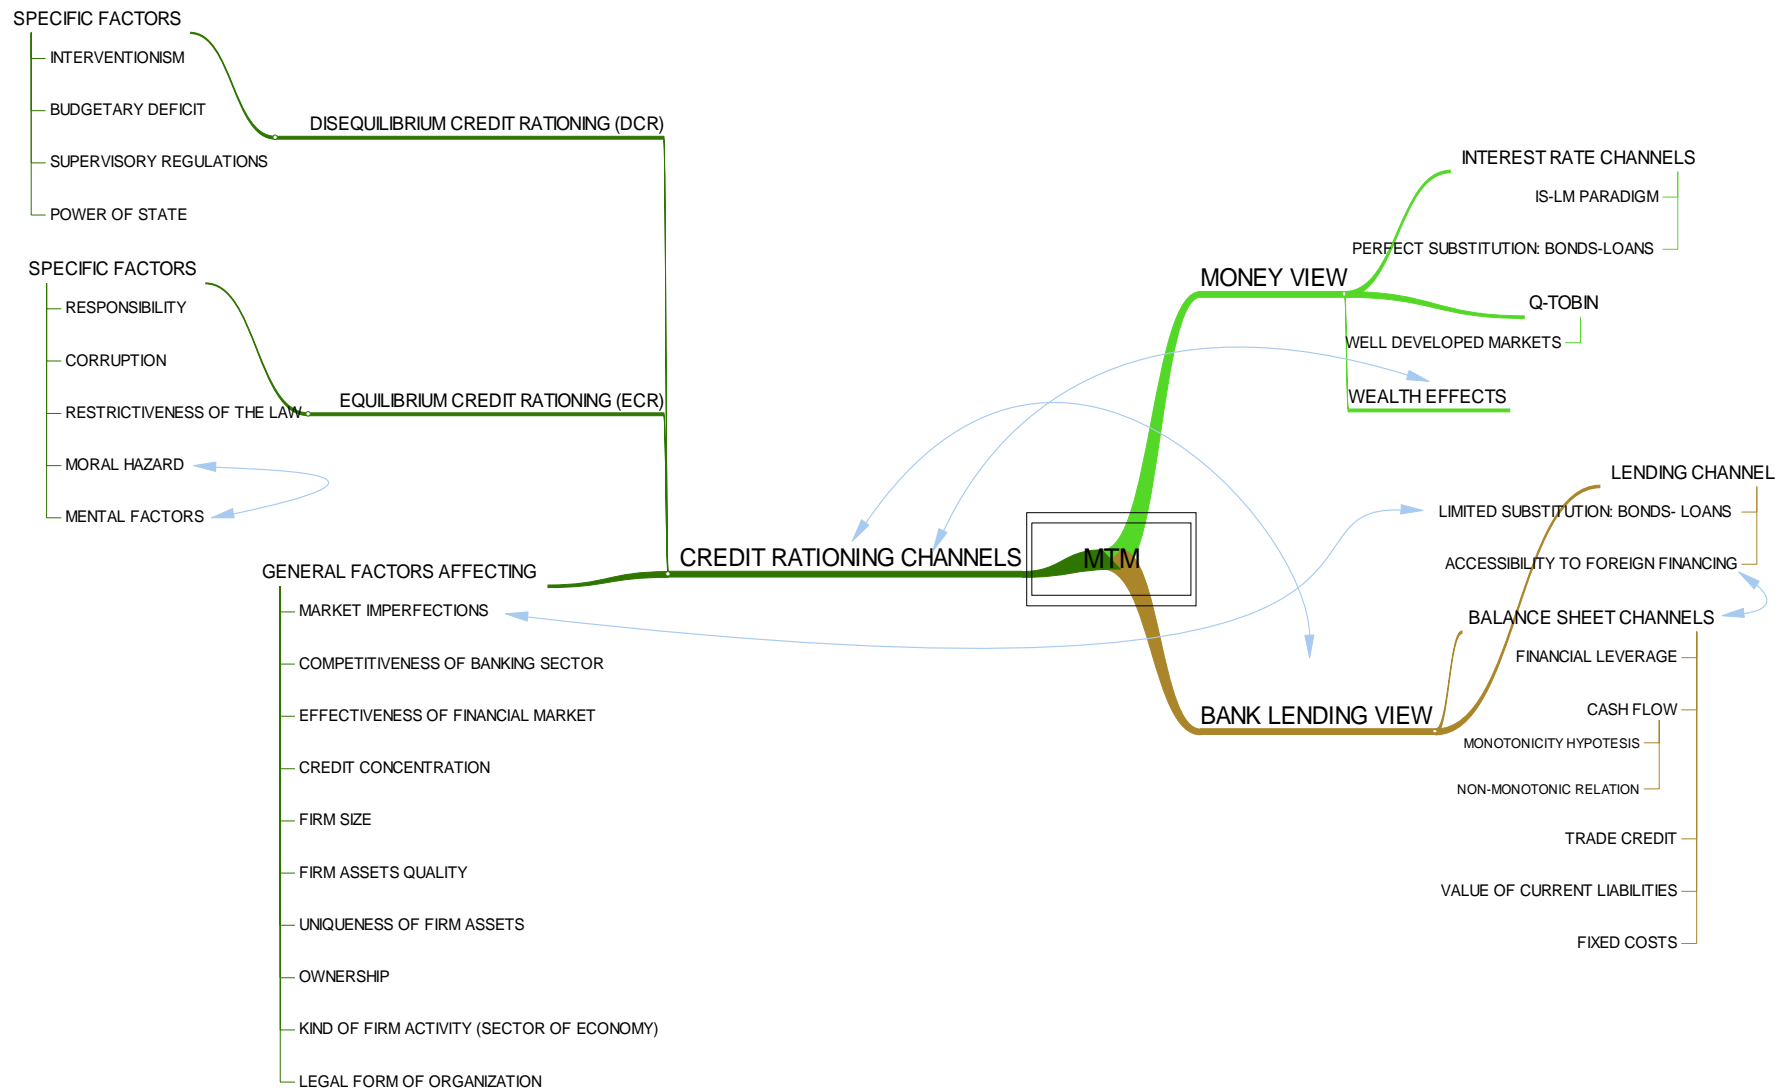 SPECIFIC FACTORS
INTERVENTIONISM
BUDGETARY DEFICIT
SUPERVISORY REGULATIONS
POWER OF STATE
DISEQUILIBRIUM CREDIT RATIONING (DCR)
SPECIFIC FACTORS
RESPONSIBILITY
CORRUPTION
RESTRICTIVENESS OF THE LAW
MORAL HAZARD
MENTAL FACTORS
EQUILIBRIUM CREDIT RATIONING (ECR)
GENERAL FACTORS AFFECTING
MARKET IMPERFECTIONS
COMPETITIVENESS OF BANKING SECTOR
EFFECTIVENESS OF FINANCIAL MARKET
CREDIT CONCENTRATION
FIRM SIZE
FIRM ASSETS QUALITY
UNIQUENESS OF FIRM ASSETS
OWNERSHIP
KIND OF FIRM ACTIVITY (SECTOR OF ECONOMY)
LEGAL FORM OF ORGANIZATION
CREDIT RATIONING CHANNELS
MTM
MONEY VIEW
INTEREST RATE CHANNELS
IS-LM PARADIGM
PERFECT SUBSTITUTION: BONDS-LOANS
Q-TOBIN
WELL DEVELOPED MARKETS
WEALTH EFFECTS
BANK LENDING VIEW
LENDING CHANNEL
LIMITED SUBSTITUTION: BONDS- LOANS
ACCESSIBILITY TO FOREIGN FINANCING
BALANCE SHEET CHANNELS
FINANCIAL LEVERAGE
CASH FLOW
MONOTONICITY HYPOTESIS
NON-MONOTONIC RELATION
TRADE CREDIT
VALUE OF CURRENT LIABILITIES
FIXED COSTS